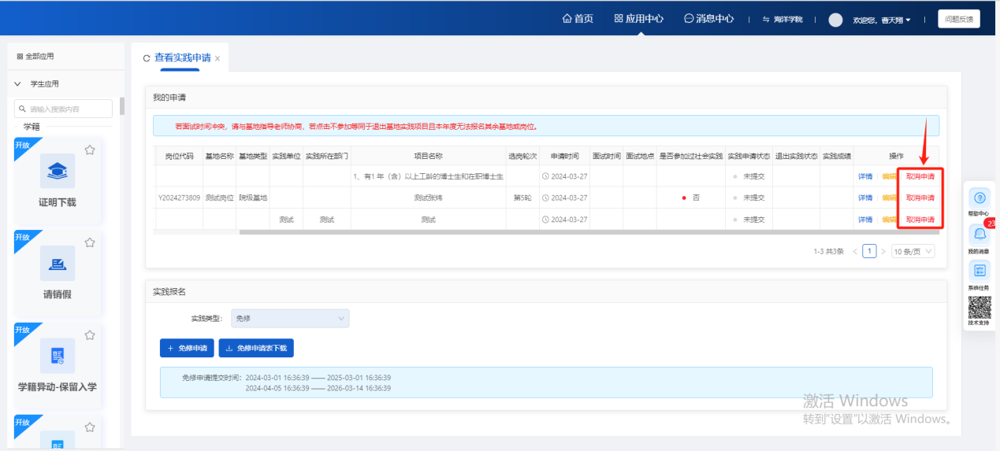 首页 应用中心 消息中心 海洋学院 欢迎您，曹天翔 问题反馈
全部应用
查看实践申请
学生应用
请输入搜索内容
学籍
开放
证明下载
开放
请销假
开放
学籍异动-保留入学
开放
我的申请
若面试时间冲突，请与基地指导老师协商，若点击不参加等同于退出基地实践项目且本年度无法报名其余基地或岗位。
岗位代码 基地名称 基地类型 实践单位 实践所在部门 项目名称 选岗轮次 申请时间 面试时间 面试地点 是否参加过社会实践 实践申请状态 退出实践状态 实践成绩 操作
1、有1 年（含）以上工龄的博士生和在职博士生 2024-03-27 未提交 详情 编辑 取消申请
Y2024273809 测试岗位 院级基地 测试张炜 第5轮 2024-03-27 否 未提交 详情 编辑 取消申请
测试 测试 测试 2024-03-27 未提交 详情 编辑 取消申请
1-3 共3条 < 1 > 10 条/页
实践报名
实践类型： 免修
+ 免修申请 免修申请表下载
免修申请提交时间： 2024-03-01 16:36:39 —— 2025-03-01 16:36:39
2024-04-05 16:36:39 —— 2026-03-14 16:36:39
帮助中心
23
我的消息
系统任务
技术支持
激活 Windows
转到"设置"以激活 Windows。